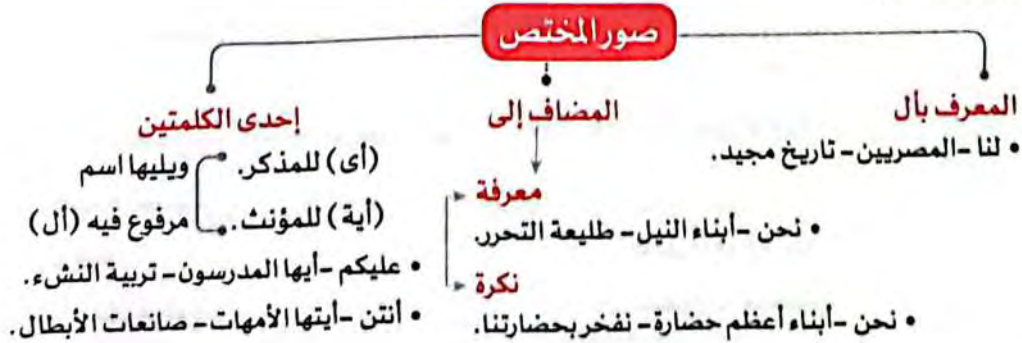 صور المختص
المعرف بأل
• لنا -المصريين- تاريخ مجيد.
المضاف إلى
معرفة
• نحن -أبناء النيل- طليعة التحرر.
نكرة
• نحن -أبناء أعظم حضارة- نفخر بحضارتنا.
إحدى الكلمتين
(أى) للمذكر. ويليها اسم
(أية) للمؤنث. مرفوع فيه (أل)
• عليكم -أيها المدرسون- تربية النشء.
• أنتن -أيتها الأمهات- صانعات الأبطال.